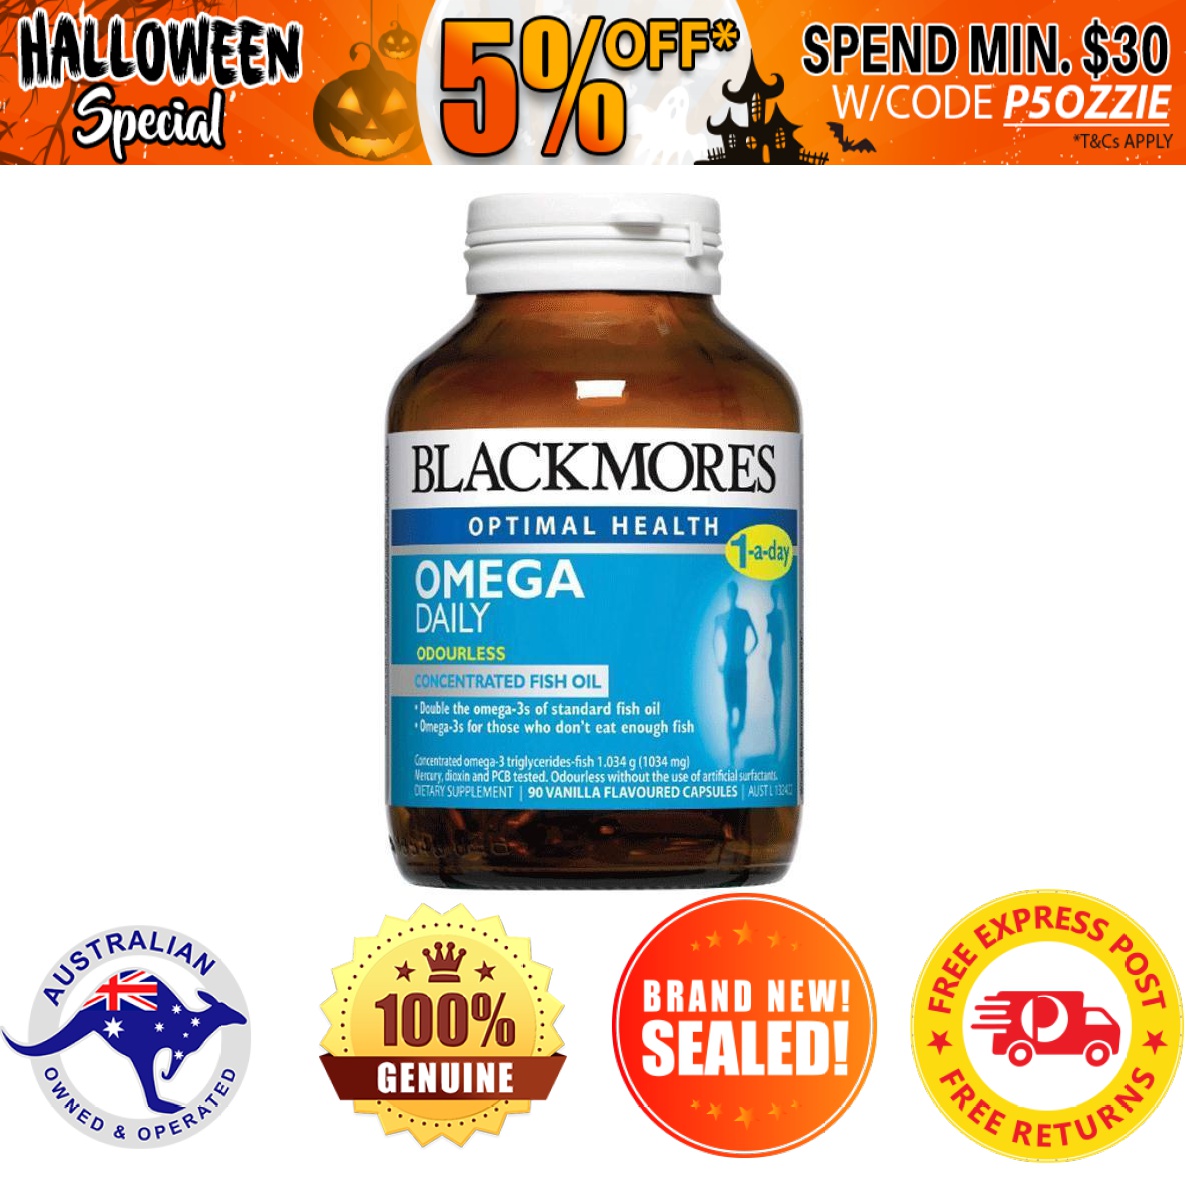 HALLOWEEN
Special
5% OFF*
SPEND MIN. $30
W/CODE P5OZZIE
*T&Cs APPLY
BLACKMORES
OPTIMAL HEALTH
1-a-day
OMEGA
DAILY
ODOURLESS
CONCENTRATED FISH OIL
• Double the omega-3s of standard fish oil
• Omega-3s for those who don't eat enough fish
Concentrated omega-3 triglycerides-fish 1.034 g (1034 mg)
Mercury, dioxin and PCB tested. Odourless without the use of artificial surfactants.
DIETARY SUPPLEMENT | 90 VANILLA FLAVOURED CAPSULES | AUST L
AUSTRALIAN
OWNED & OPERATED
100%
GENUINE
BRAND NEW!
SEALED!
FREE EXPRESS POST
FREE RETURNS